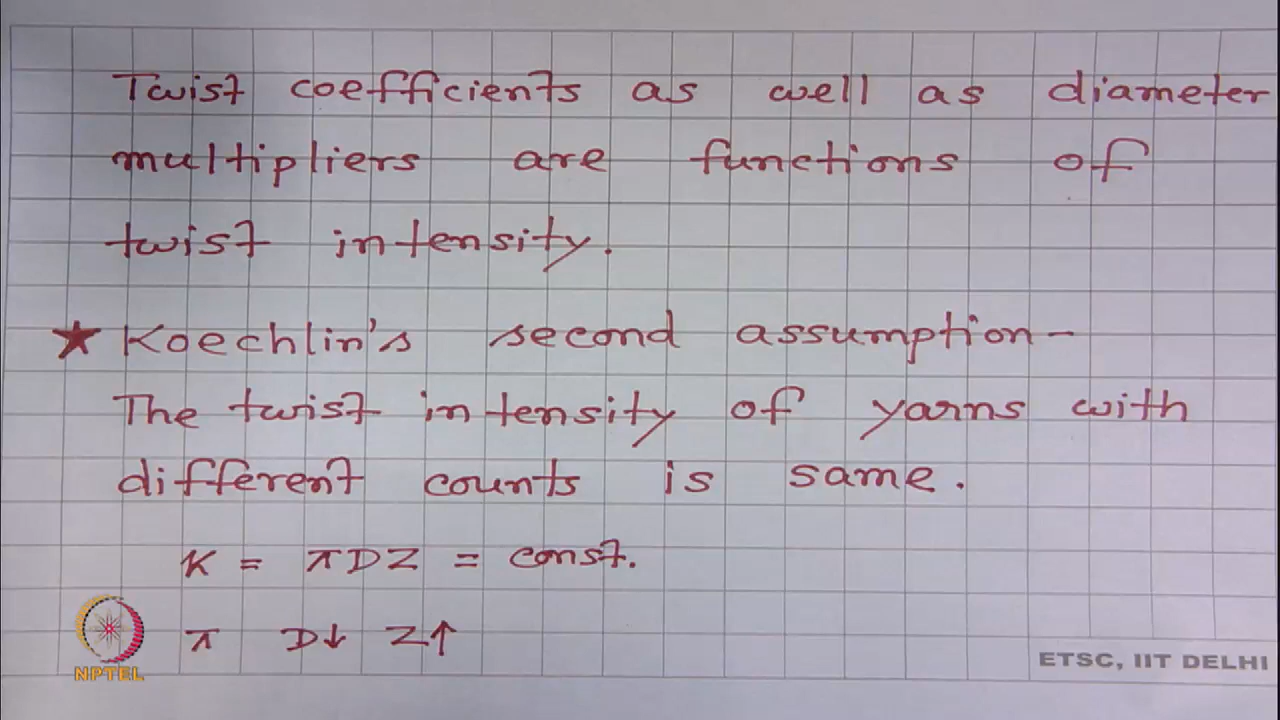 Twist coefficients as well as diameter
multipliers are functions of
twist intensity.
★ Koechlin's second assumption-
The twist intensity of yarns with
different counts is same.
K = πDZ = const.
π D↓ Z↑
NPTEL
ETSC, IIT DELHI